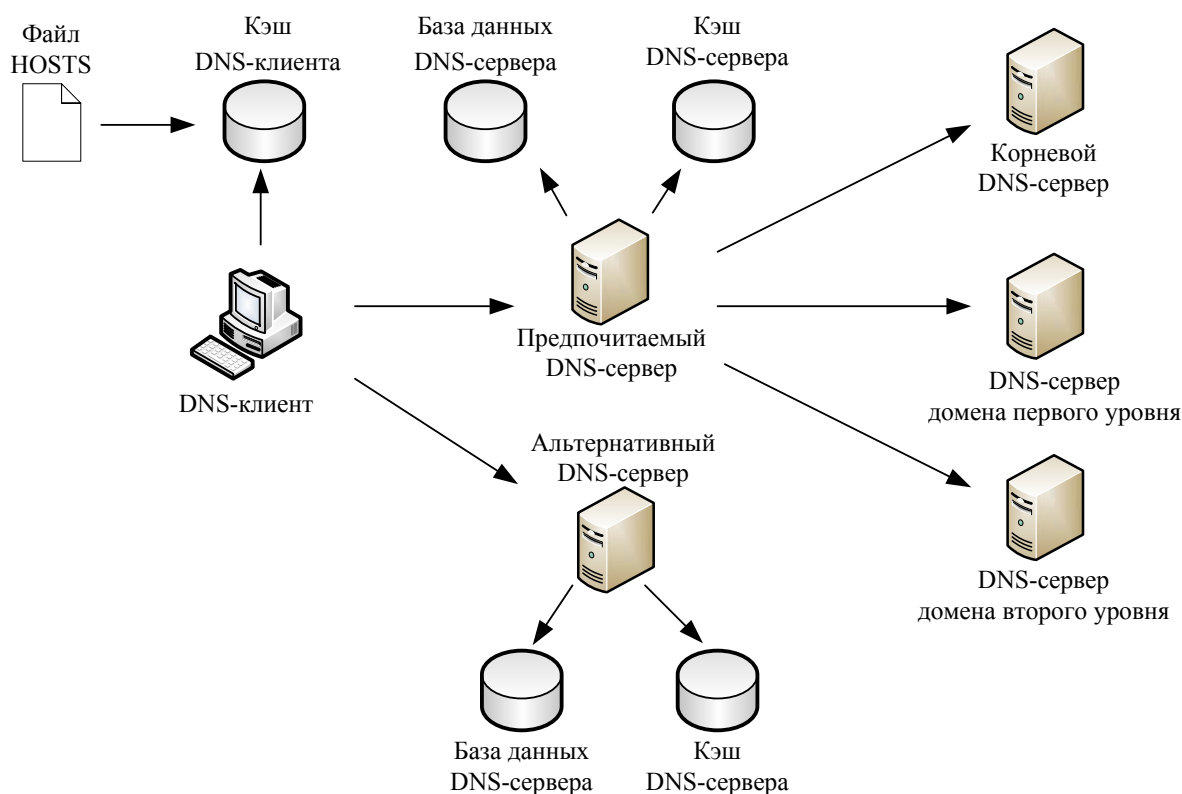 Файл
HOSTS
Кэш
DNS-клиента
База данных
DNS-сервера
Кэш
DNS-сервера
Корневой
DNS-сервер
DNS-клиент
Предпочитаемый
DNS-сервер
DNS-сервер
домена первого уровня
Альтернативный
DNS-сервер
DNS-сервер
домена второго уровня
База данных
DNS-сервера
Кэш
DNS-сервера